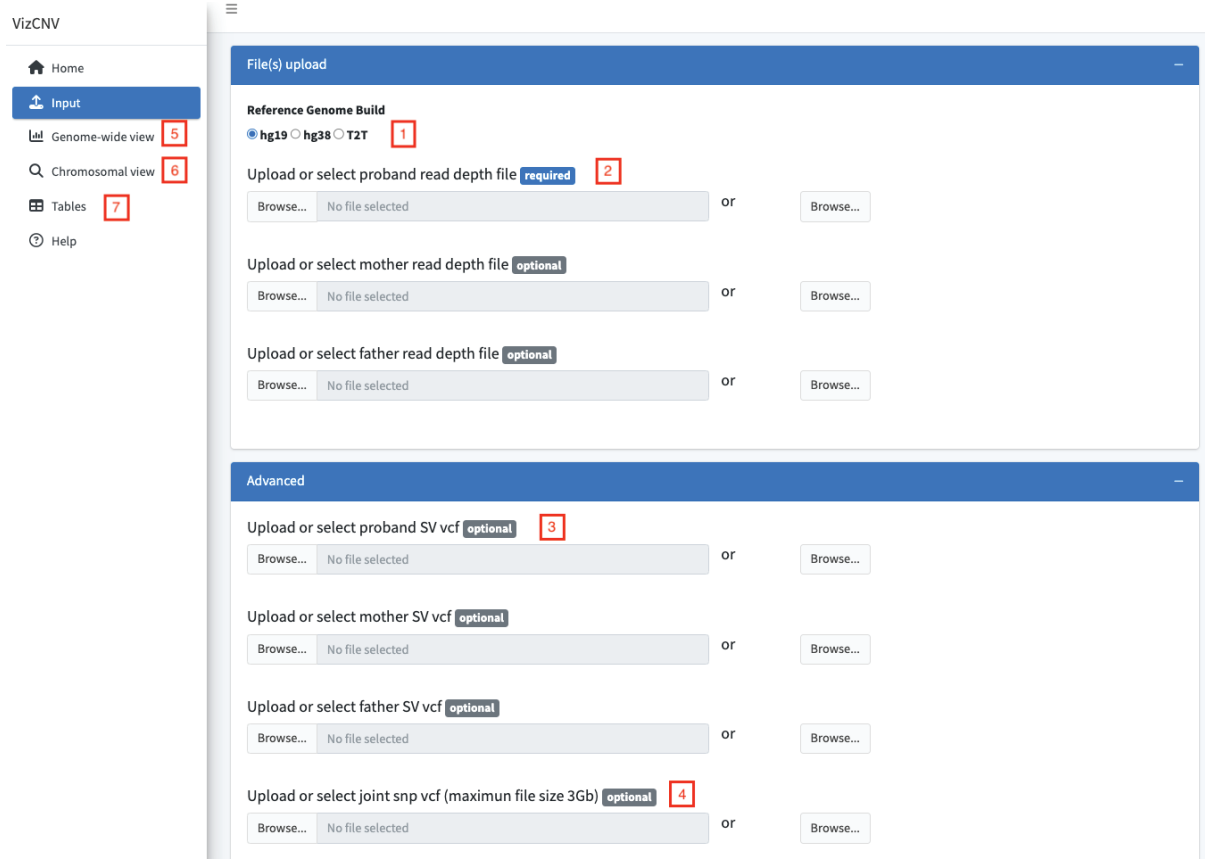 VizCNV
Home
Input
Genome-wide view 5
Chromosomal view 6
Tables 7
Help
File(s) upload
Reference Genome Build
hg19 hg38 T2T 1
Upload or select proband read depth file required 2
Browse... No file selected or Browse...
Upload or select mother read depth file optional
Browse... No file selected or Browse...
Upload or select father read depth file optional
Browse... No file selected or Browse...
Advanced
Upload or select proband SV vcf optional 3
Browse... No file selected or Browse...
Upload or select mother SV vcf optional
Browse... No file selected or Browse...
Upload or select father SV vcf optional
Browse... No file selected or Browse...
Upload or select joint snp vcf (maximun file size 3Gb) optional 4
Browse... No file selected or Browse...